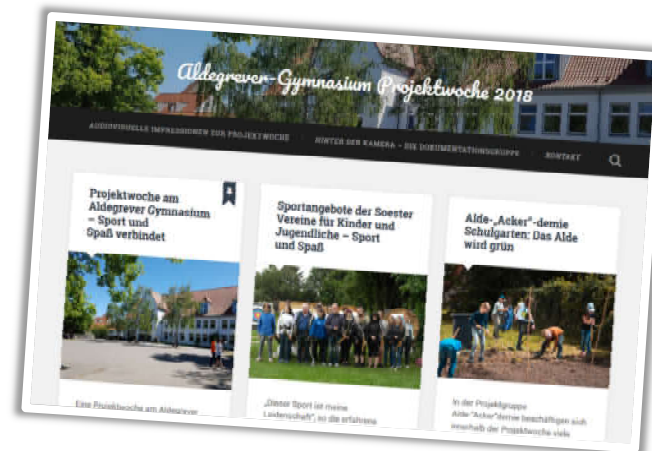 Aldegrever-Gymnasium Projektwoche 2018
AUDIOVISUELLE IMPRESSIONEN ZUR PROJEKTWOCHE
HINTER DER KAMERA – DIE DOKUMENTATIONSGRUPPE
KONTAKT
Projektwoche am
Aldegrever Gymnasium
– Sport und
Spaß verbindet
Eine Projektwoche am Aldegrever
Sportangebote der Soester
Vereine für Kinder und
Jugendliche – Sport
und Spaß
„Dieser Sport ist meine
Leidenschaft“, so die erfahrene
Alde-„Acker“-demie
Schulgarten: Das Alde
wird grün
In der Projektgruppe
Alde-"Acker"demie beschäftigen sich
innerhalb der Projektwoche viele